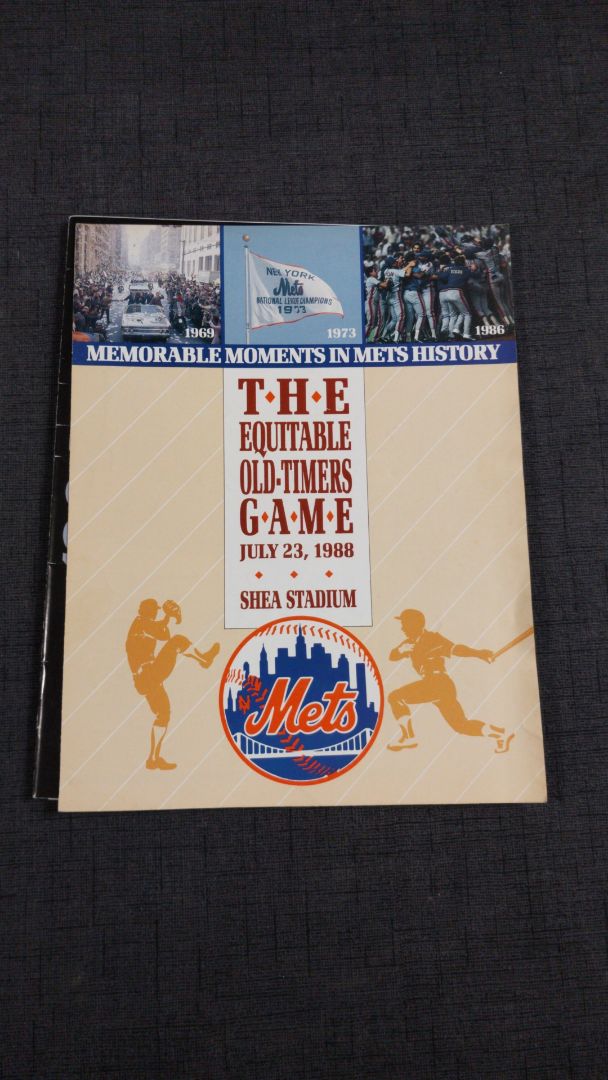 1969
NEW YORK
Mets
NATIONAL LEAGUE CHAMPIONS
1973
1973
1986
MEMORABLE MOMENTS IN METS HISTORY
T•H•E
EQUITABLE
OLD-TIMERS
G•A•M•E
JULY 23, 1988
SHEA STADIUM
NY
Mets